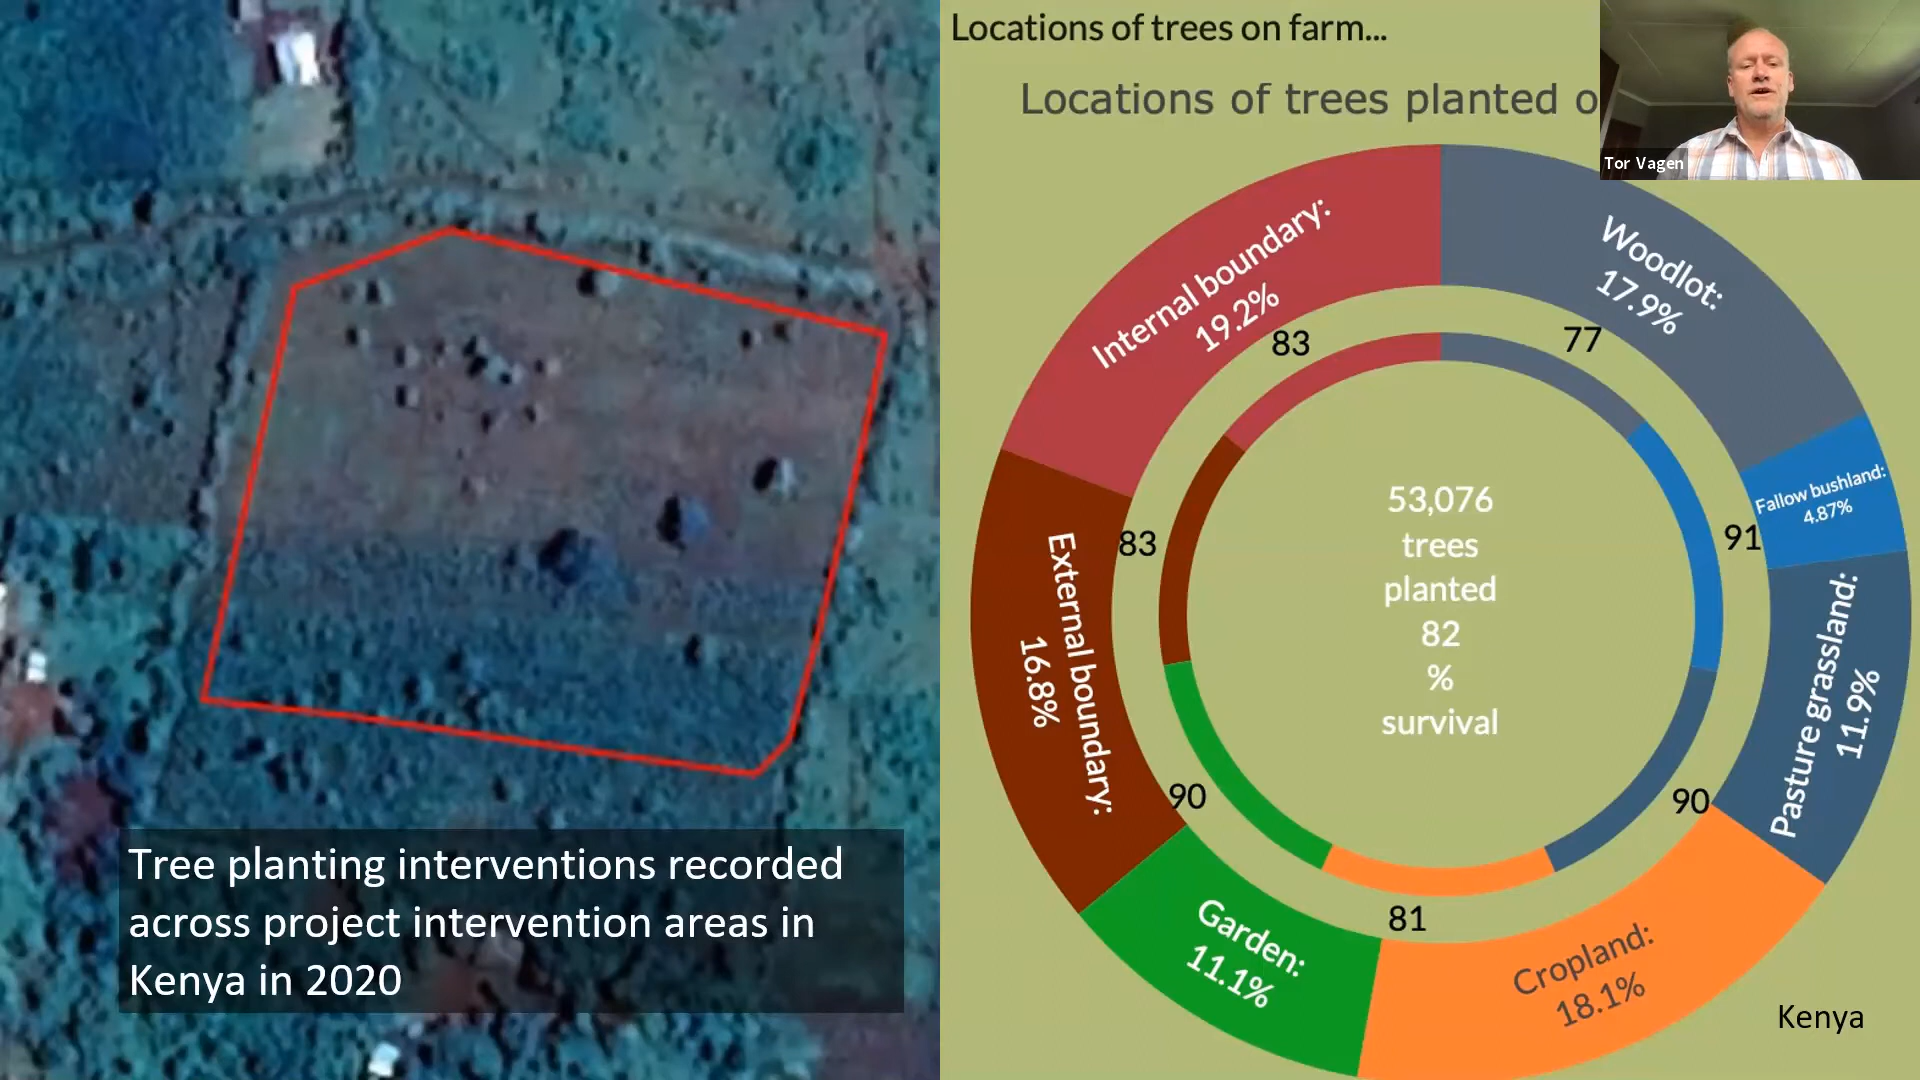 Locations of trees on farm...
Locations of trees planted o
Tor Vagen
Internal boundary:
19.2%
Woodlot:
17.9%
Fallow bushland:
4.87%
Pasture grassland:
11.9%
Cropland:
18.1%
Garden:
11.1%
External boundary:
16.8%
83
77
91
90
81
90
83
53,076
trees
planted
82
%
survival
Tree planting interventions recorded
across project intervention areas in
Kenya in 2020
Kenya